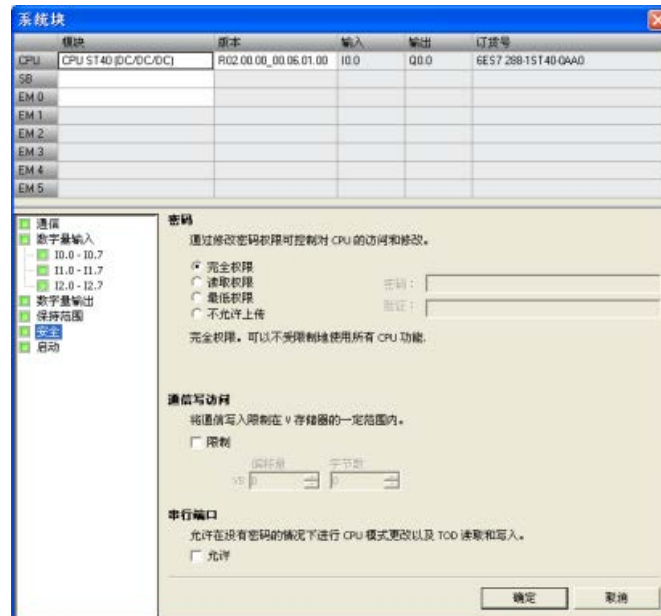 系统块
模块 版本 输入 输出 订货号
CPU CPU ST40 (DC/DC/DC) R02.00.00_00.06.01.00 I0.0 Q0.0 6ES7 288-1ST40-0AA0
SB
EM 0
EM 1
EM 2
EM 3
EM 4
EM 5
通信
数字量输入
I0.0 - I0.7
I1.0 - I1.7
I2.0 - I2.7
数字量输出
保持范围
安全
启动
密码
通过修改密码权限可控制对 CPU 的访问和修改。
完全权限
读取权限
最低权限
不允许上传
密码：
验证：
完全权限，可以不受限制地使用所有 CPU 功能.
通信写访问
将通信写入限制在 V 存储器的一定范围内。
限制
偏移量 字节数
VB 0 0
串行端口
允许在没有密码的情况下进行 CPU 模式更改以及 TOD 读取和写入。
允许
确定 取消